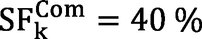 SF_k^Com = 40 %